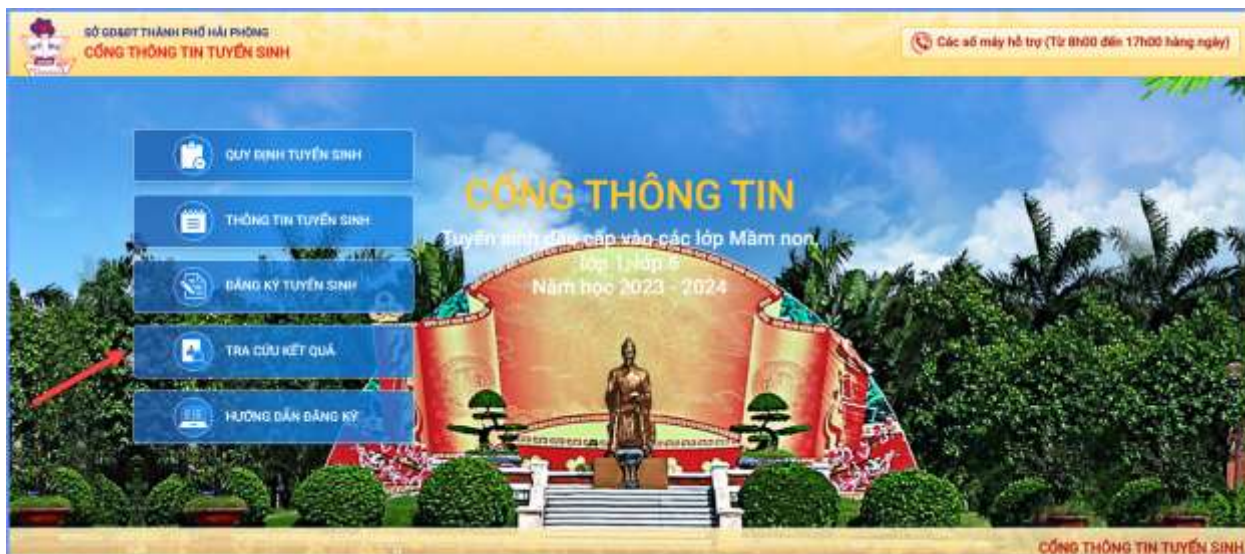 SỞ GD&ĐT THÀNH PHỐ HẢI PHÒNG
CỔNG THÔNG TIN TUYỂN SINH
Các số máy hỗ trợ (Từ 8h00 đến 17h00 hàng ngày)
QUY ĐỊNH TUYỂN SINH
THÔNG TIN TUYỂN SINH
ĐĂNG KÝ TUYỂN SINH
TRA CỨU KẾT QUẢ
HƯỚNG DẪN ĐĂNG KÝ
CỔNG THÔNG TIN
Tuyển sinh đầu cấp vào các lớp Mầm non,
lớp 1, lớp 6
Năm học 2023 - 2024
CỔNG THÔNG TIN TUYỂN SINH